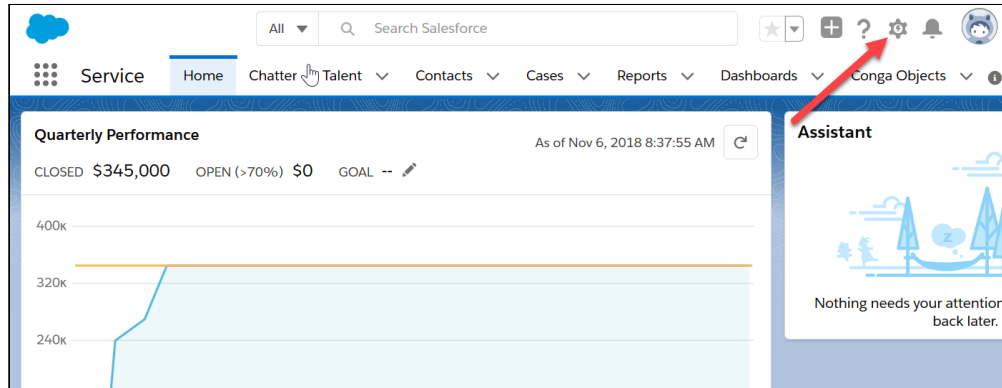 All Search Salesforce
Service Home Chatter Talent Contacts Cases Reports Dashboards Conga Objects
Quarterly Performance
As of Nov 6, 2018 8:37:55 AM
CLOSED $345,000 OPEN (>70%) $0 GOAL --
400K
320K
240K
Assistant
z
Nothing needs your attention
back later.